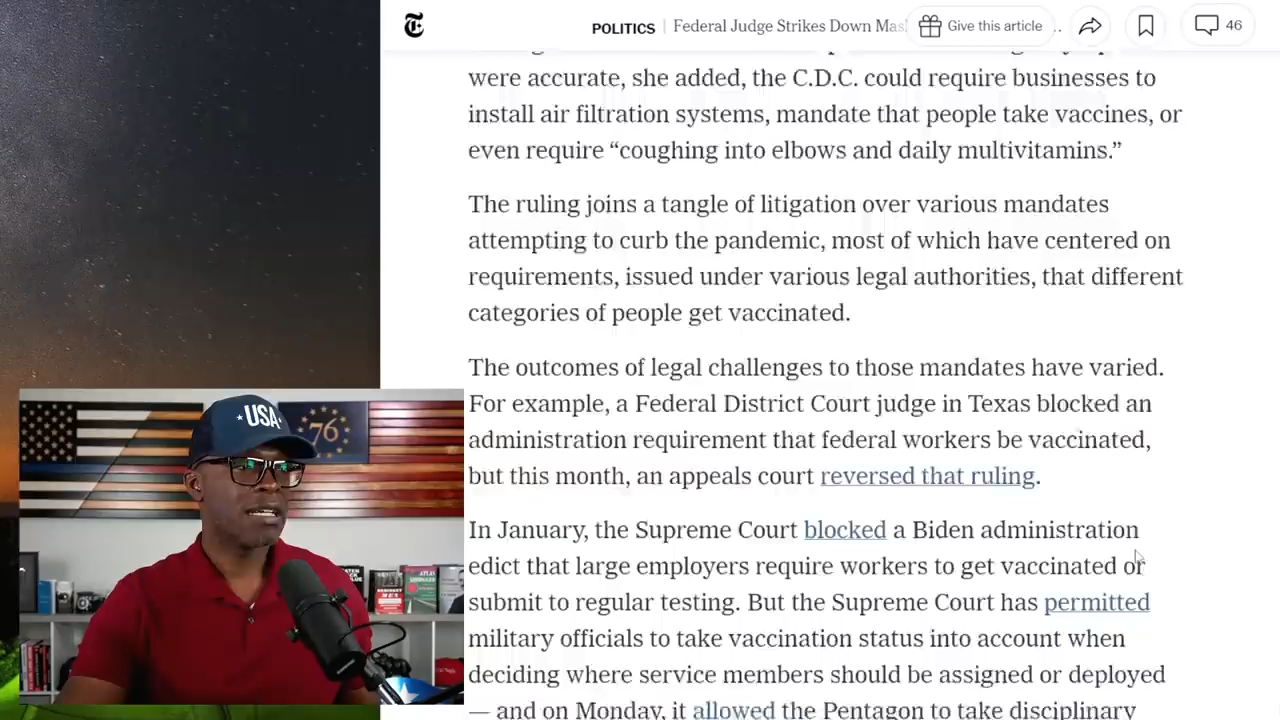 POLITICS
Federal Judge Strikes Down Mas
Give this article
46
were accurate, she added, the C.D.C. could require businesses to
install air filtration systems, mandate that people take vaccines, or
even require “coughing into elbows and daily multivitamins.”
The ruling joins a tangle of litigation over various mandates
attempting to curb the pandemic, most of which have centered on
requirements, issued under various legal authorities, that different
categories of people get vaccinated.
The outcomes of legal challenges to those mandates have varied.
For example, a Federal District Court judge in Texas blocked an
administration requirement that federal workers be vaccinated,
but this month, an appeals court reversed that ruling.
In January, the Supreme Court blocked a Biden administration
edict that large employers require workers to get vaccinated or
submit to regular testing. But the Supreme Court has permitted
military officials to take vaccination status into account when
deciding where service members should be assigned or deployed
— and on Monday, it allowed the Pentagon to take disciplinary
USA
76